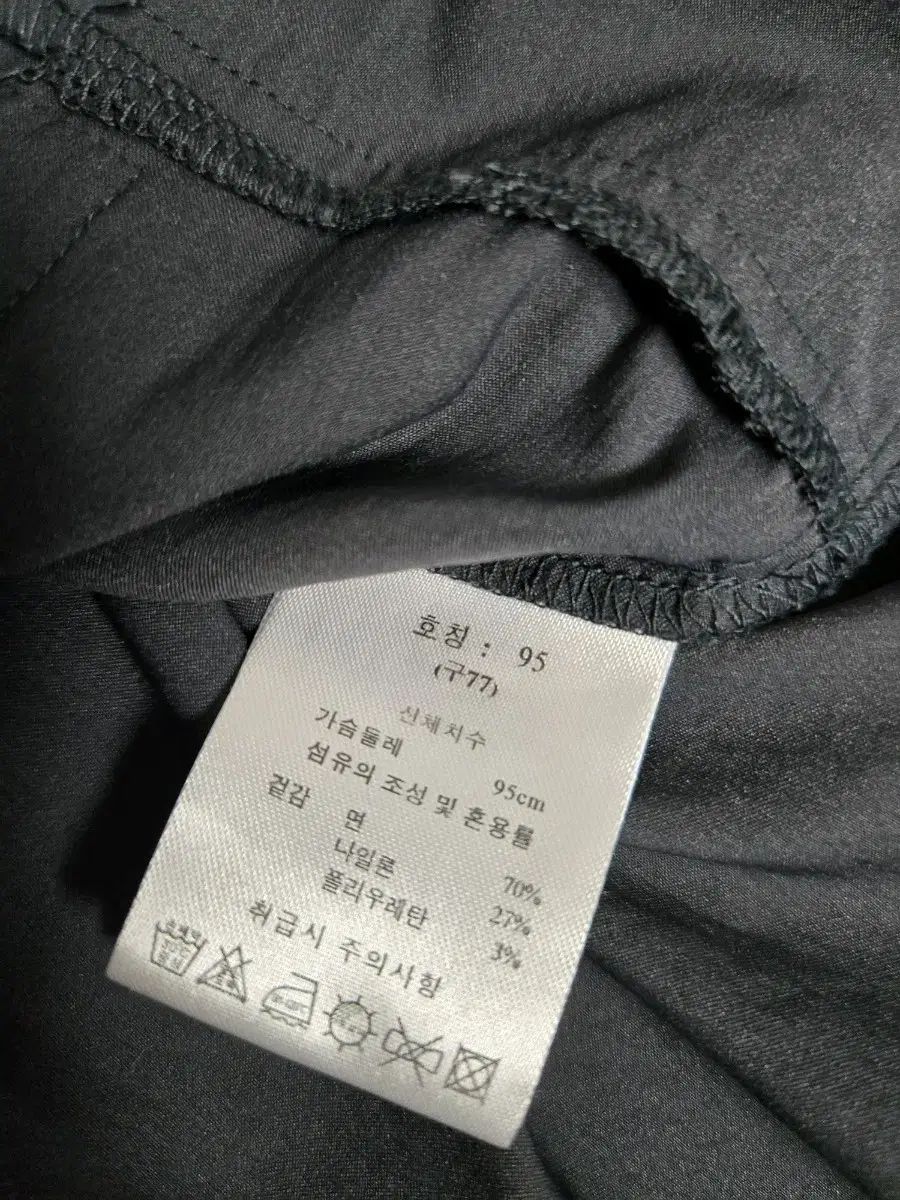 호칭 : 95
(구77)
신체치수
가슴둘레 95cm
섬유의 조성 및 혼용률
겉감
면 70%
나일론 27%
폴리우레탄 3%
취급시 주의사항